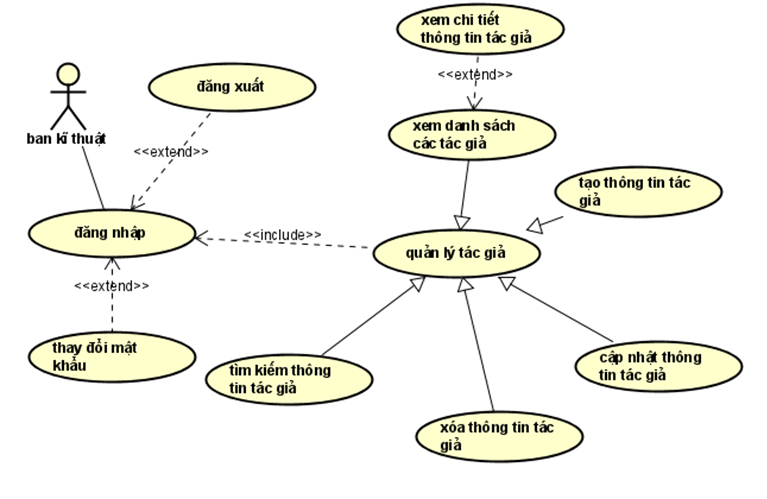 xem chi tiết
thông tin tác giả
<<extend>>
đăng xuất
ban kĩ thuật
<<extend>>
xem danh sách
các tác giả
tạo thông tin tác
giả
đăng nhập
<<include>>
quản lý tác giả
<<extend>>
thay đổi mật
khẩu
tìm kiếm thông
tin tác giả
cập nhật thông
tin tác giả
xóa thông tin tác
giả